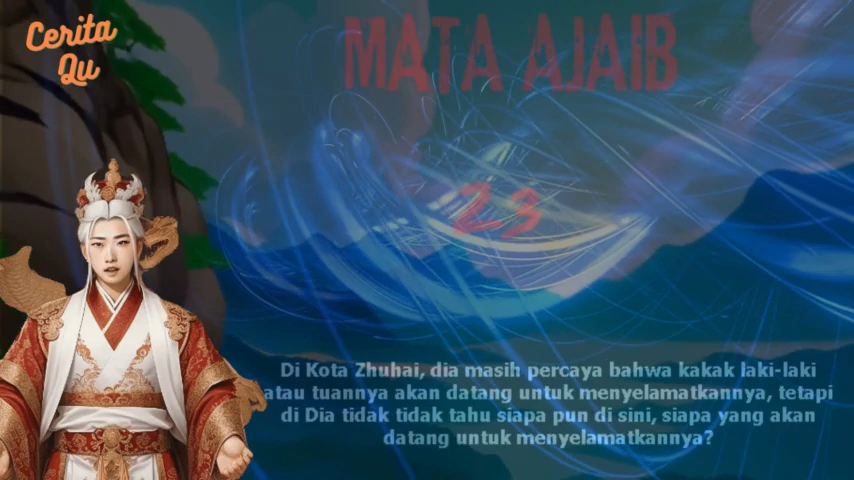 Cerita
Qu
MATA AJAIB
23
Di Kota Zhuhai, dia masih percaya bahwa kakak laki-laki
atau tuannya akan datang untuk menyelamatkannya, tetapi
di Dia tidak tidak tahu siapa pun di sini, siapa yang akan
datang untuk menyelamatkannya?